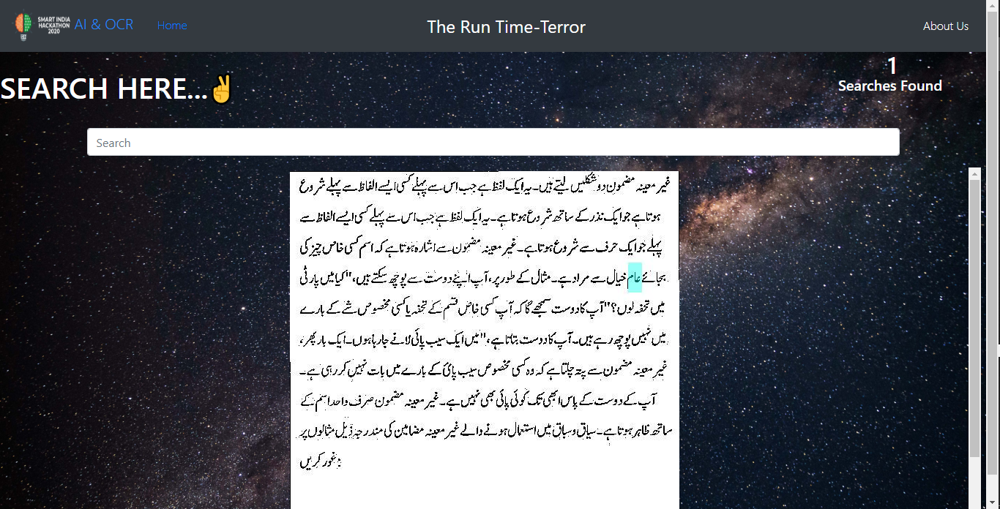 SMART INDIA
HACKATHON
2020
AI & OCR
Home
The Run Time-Terror
About Us
SEARCH HERE...✌
1
Searches Found
Search
غیر معینہ مضمون دو شکلیں لیتے ہیں۔ یہ ایک لفظ ہے جب اس سے پہلے کسی ایسے الفاظ سے پہلے شروع
ہوتا ہے جو ایک نذر کے ساتھ شروع ہوتا ہے۔ یہ ایک لفظ ہے جب اس سے پہلے کسی ایسے الفاظ سے
پہلے جو ایک حرف سے شروع ہوتا ہے۔ غیر معینہ مضمون سے اشارہ ہوتا ہے کہ اسم کسی خاص چیز کی
بجائے عام خیال سے مراد ہے۔ مثال کے طور پر، آپ اپنے دوست سے پوچھ سکتے ہیں، "کیا میں پارٹی
میں تحفہ لوں؟" آپ کا دوست سمجھے گا کہ آپ کسی خاص قسم کے تحفہ یا کسی مخصوص شے کے بارے
میں نہیں پوچھ رہے ہیں۔ آپ کا دوست بتاتا ہے، "میں ایک سیب پائی لانے جا رہا ہوں۔ ایک بار پھر،
غیر معینہ مضمون سے پتہ چلتا ہے کہ وہ کسی مخصوص سیب پائ کے بارے میں بات نہیں کر رہی ہے۔
آپ کے دوست کے پاس ابھی تک کوئی پائی بھی نہیں ہے۔ غیر معینہ مضمون صرف واحد اسم کے
ساتھ ظاہر ہوتا ہے۔ سیاق و سباق میں استعمال ہونے والے غیر معینہ مضامین کی مندرجہ ذیل مثالوں پر
غور کریں: